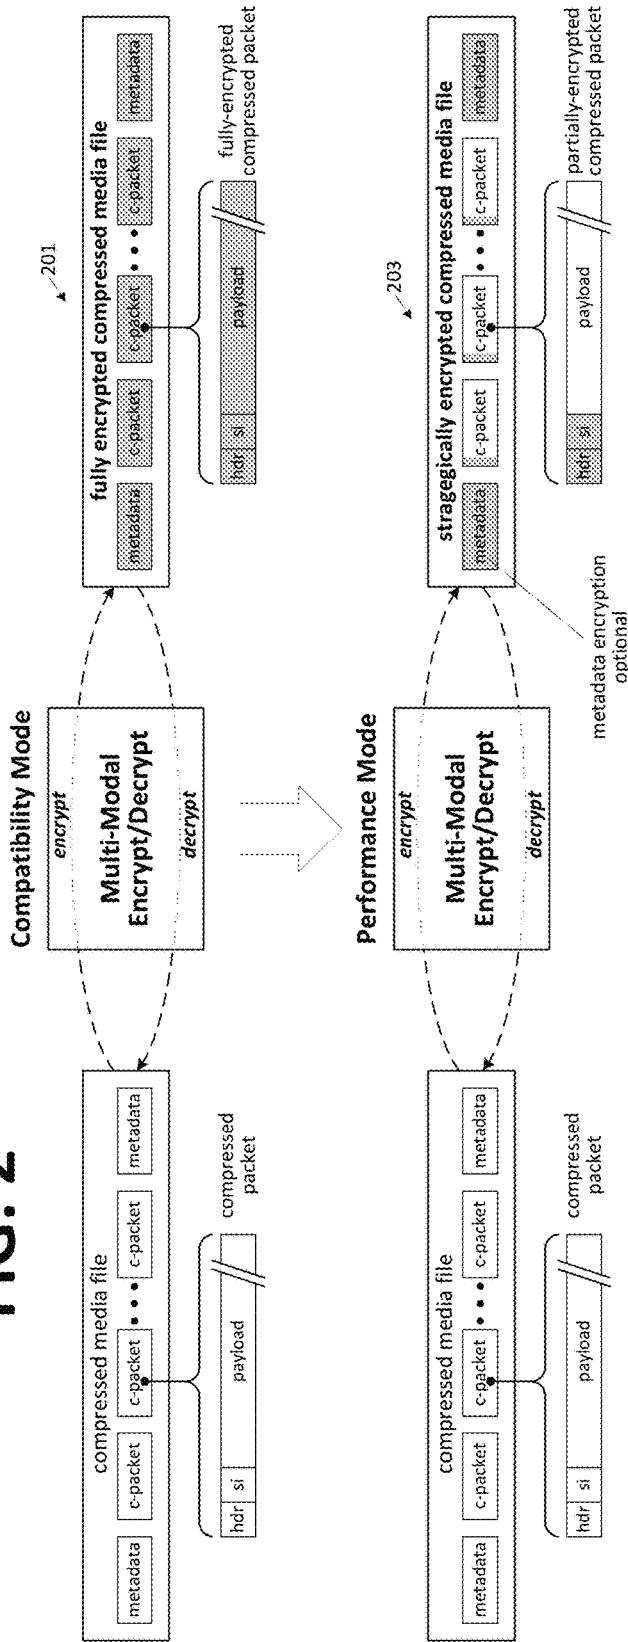 FIG. 2
Compatibility Mode
201
compressed media file
metadata c-packet c-packet • • • c-packet metadata
hdr si payload
compressed
packet
encrypt
Multi-Modal
Encrypt/Decrypt
decrypt
fully encrypted compressed media file
metadata c-packet c-packet • • • c-packet metadata
hdr si payload
fully-encrypted
compressed packet
Performance Mode
203
compressed media file
metadata c-packet c-packet • • • c-packet metadata
hdr si payload
compressed
packet
encrypt
Multi-Modal
Encrypt/Decrypt
decrypt
stragegically encrypted compressed media file
metadata c-packet c-packet • • • c-packet metadata
hdr si payload
partially-encrypted
compressed packet
metadata encryption
optional